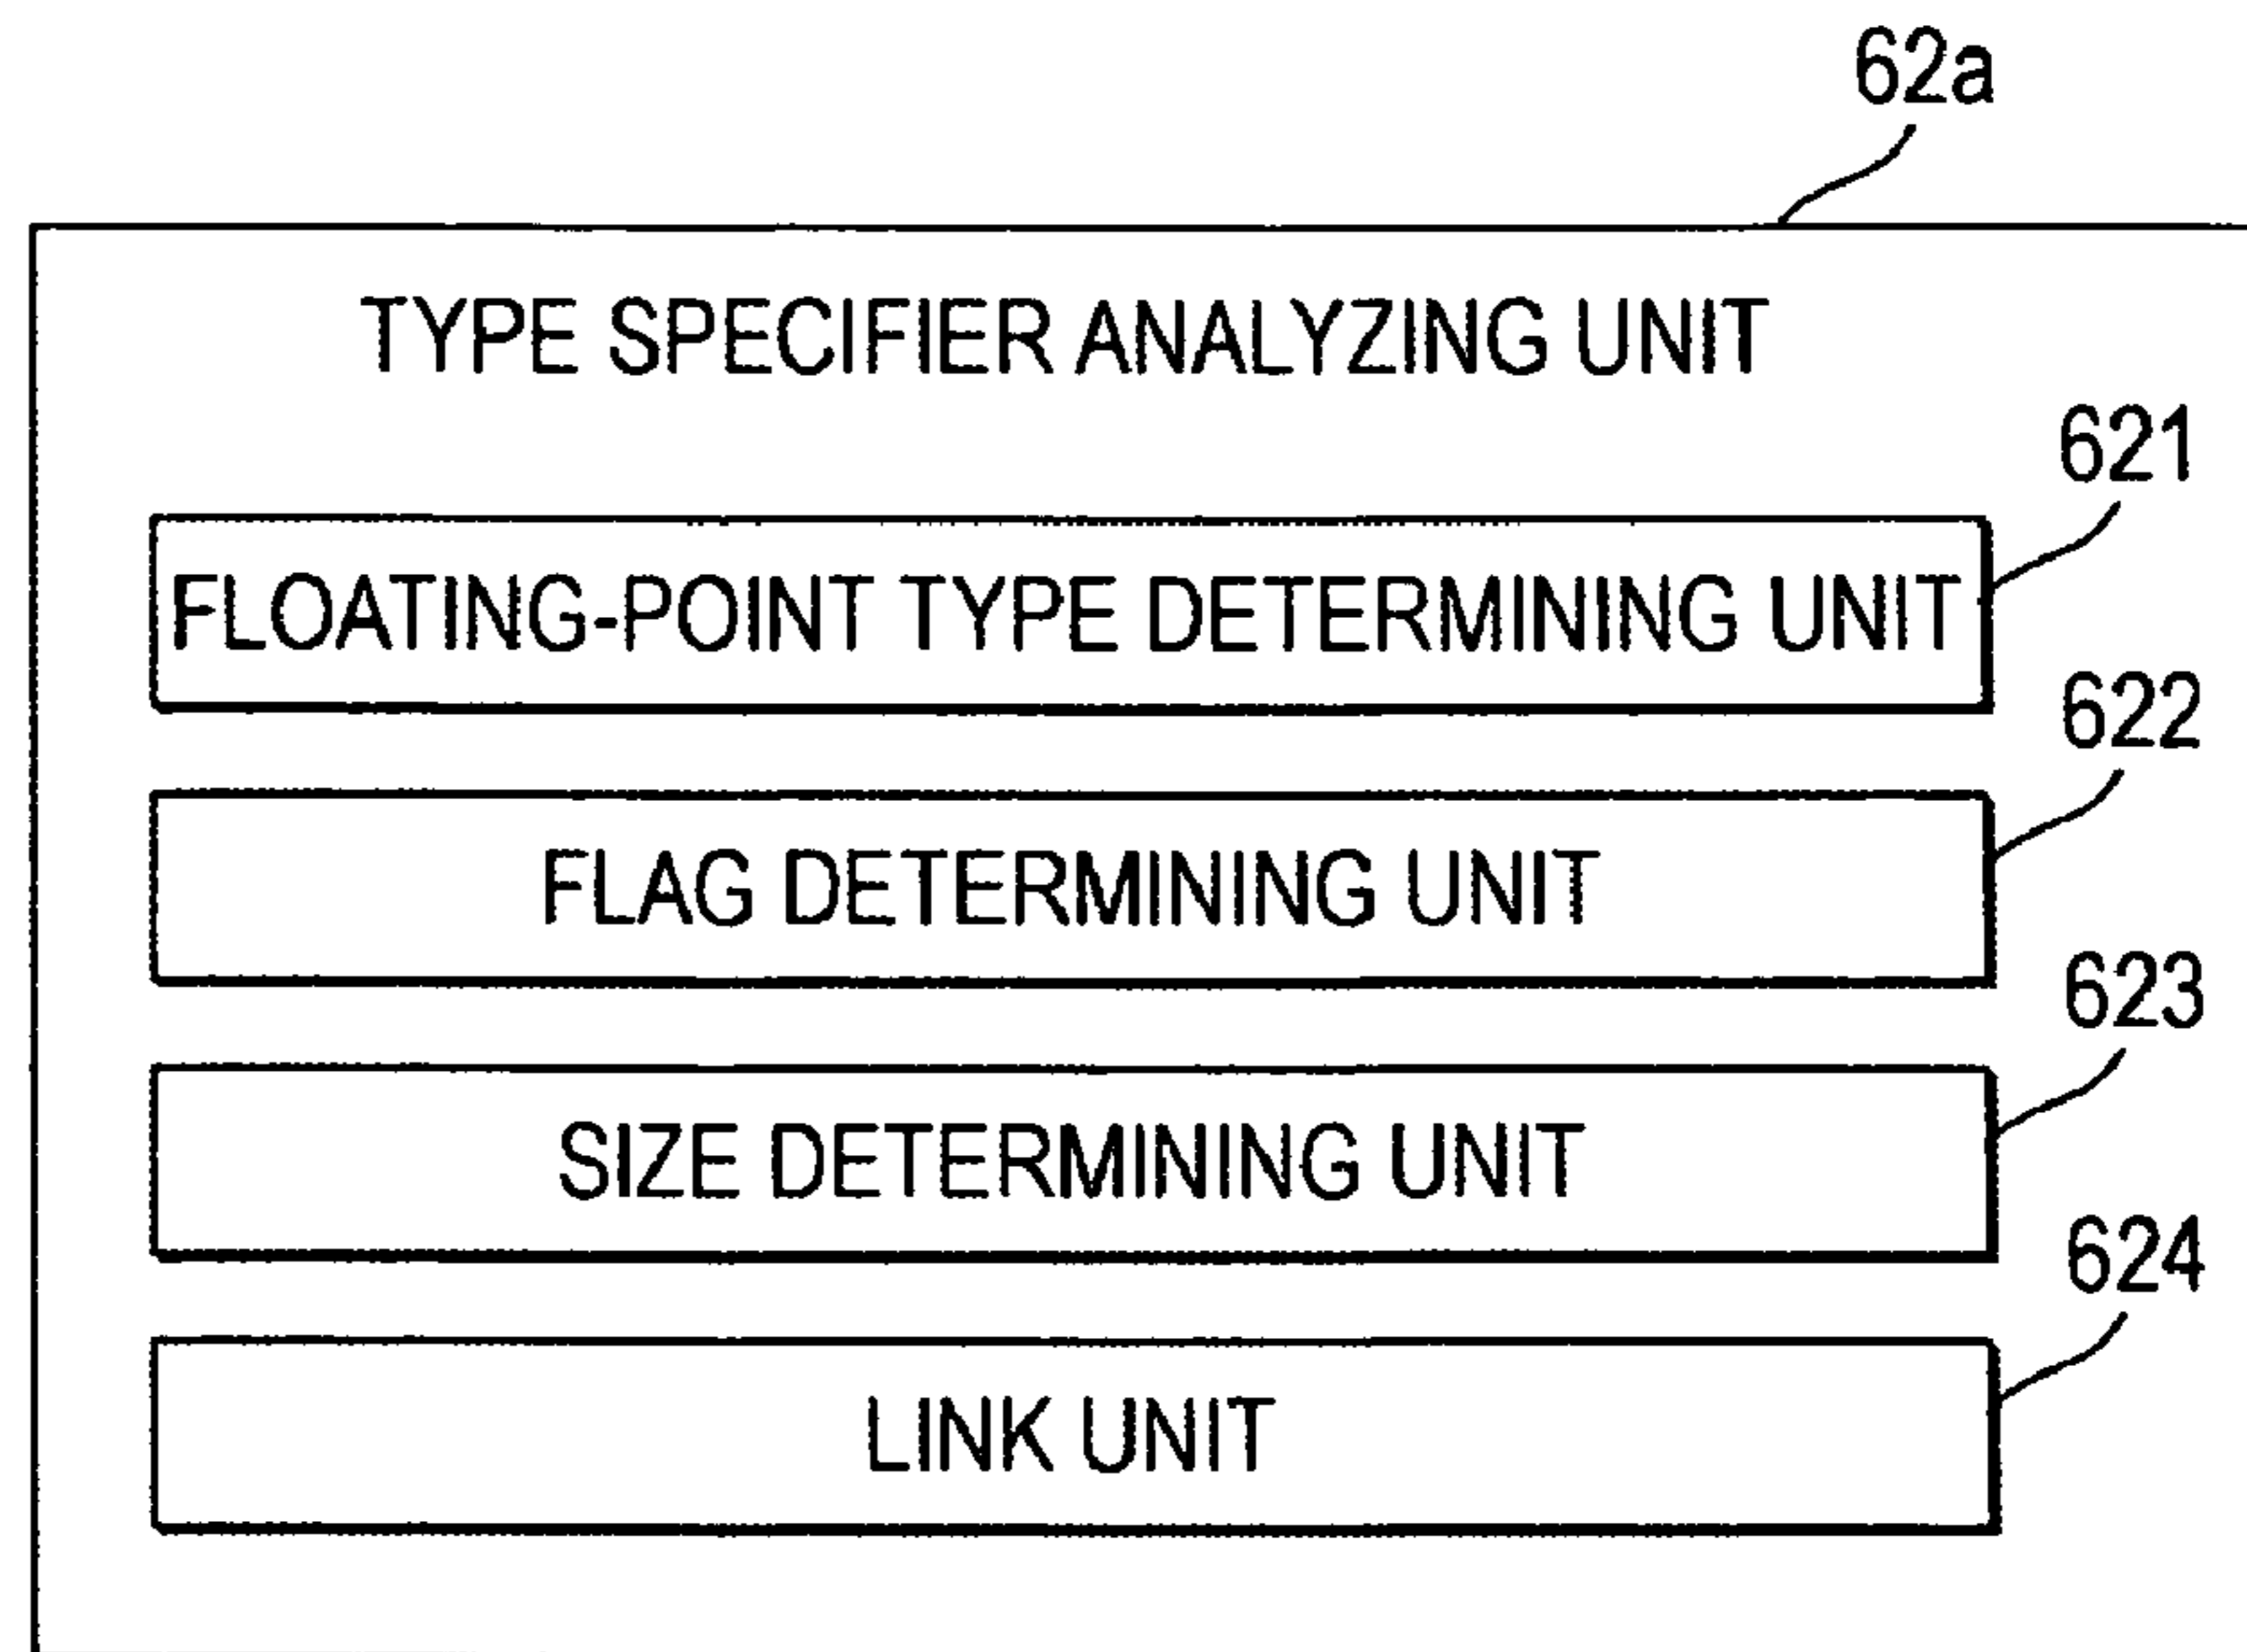 62a
TYPE SPECIFIER ANALYZING UNIT
621
FLOATING-POINT TYPE DETERMINING UNIT
622
FLAG DETERMINING UNIT
623
SIZE DETERMINING UNIT
624
LINK UNIT